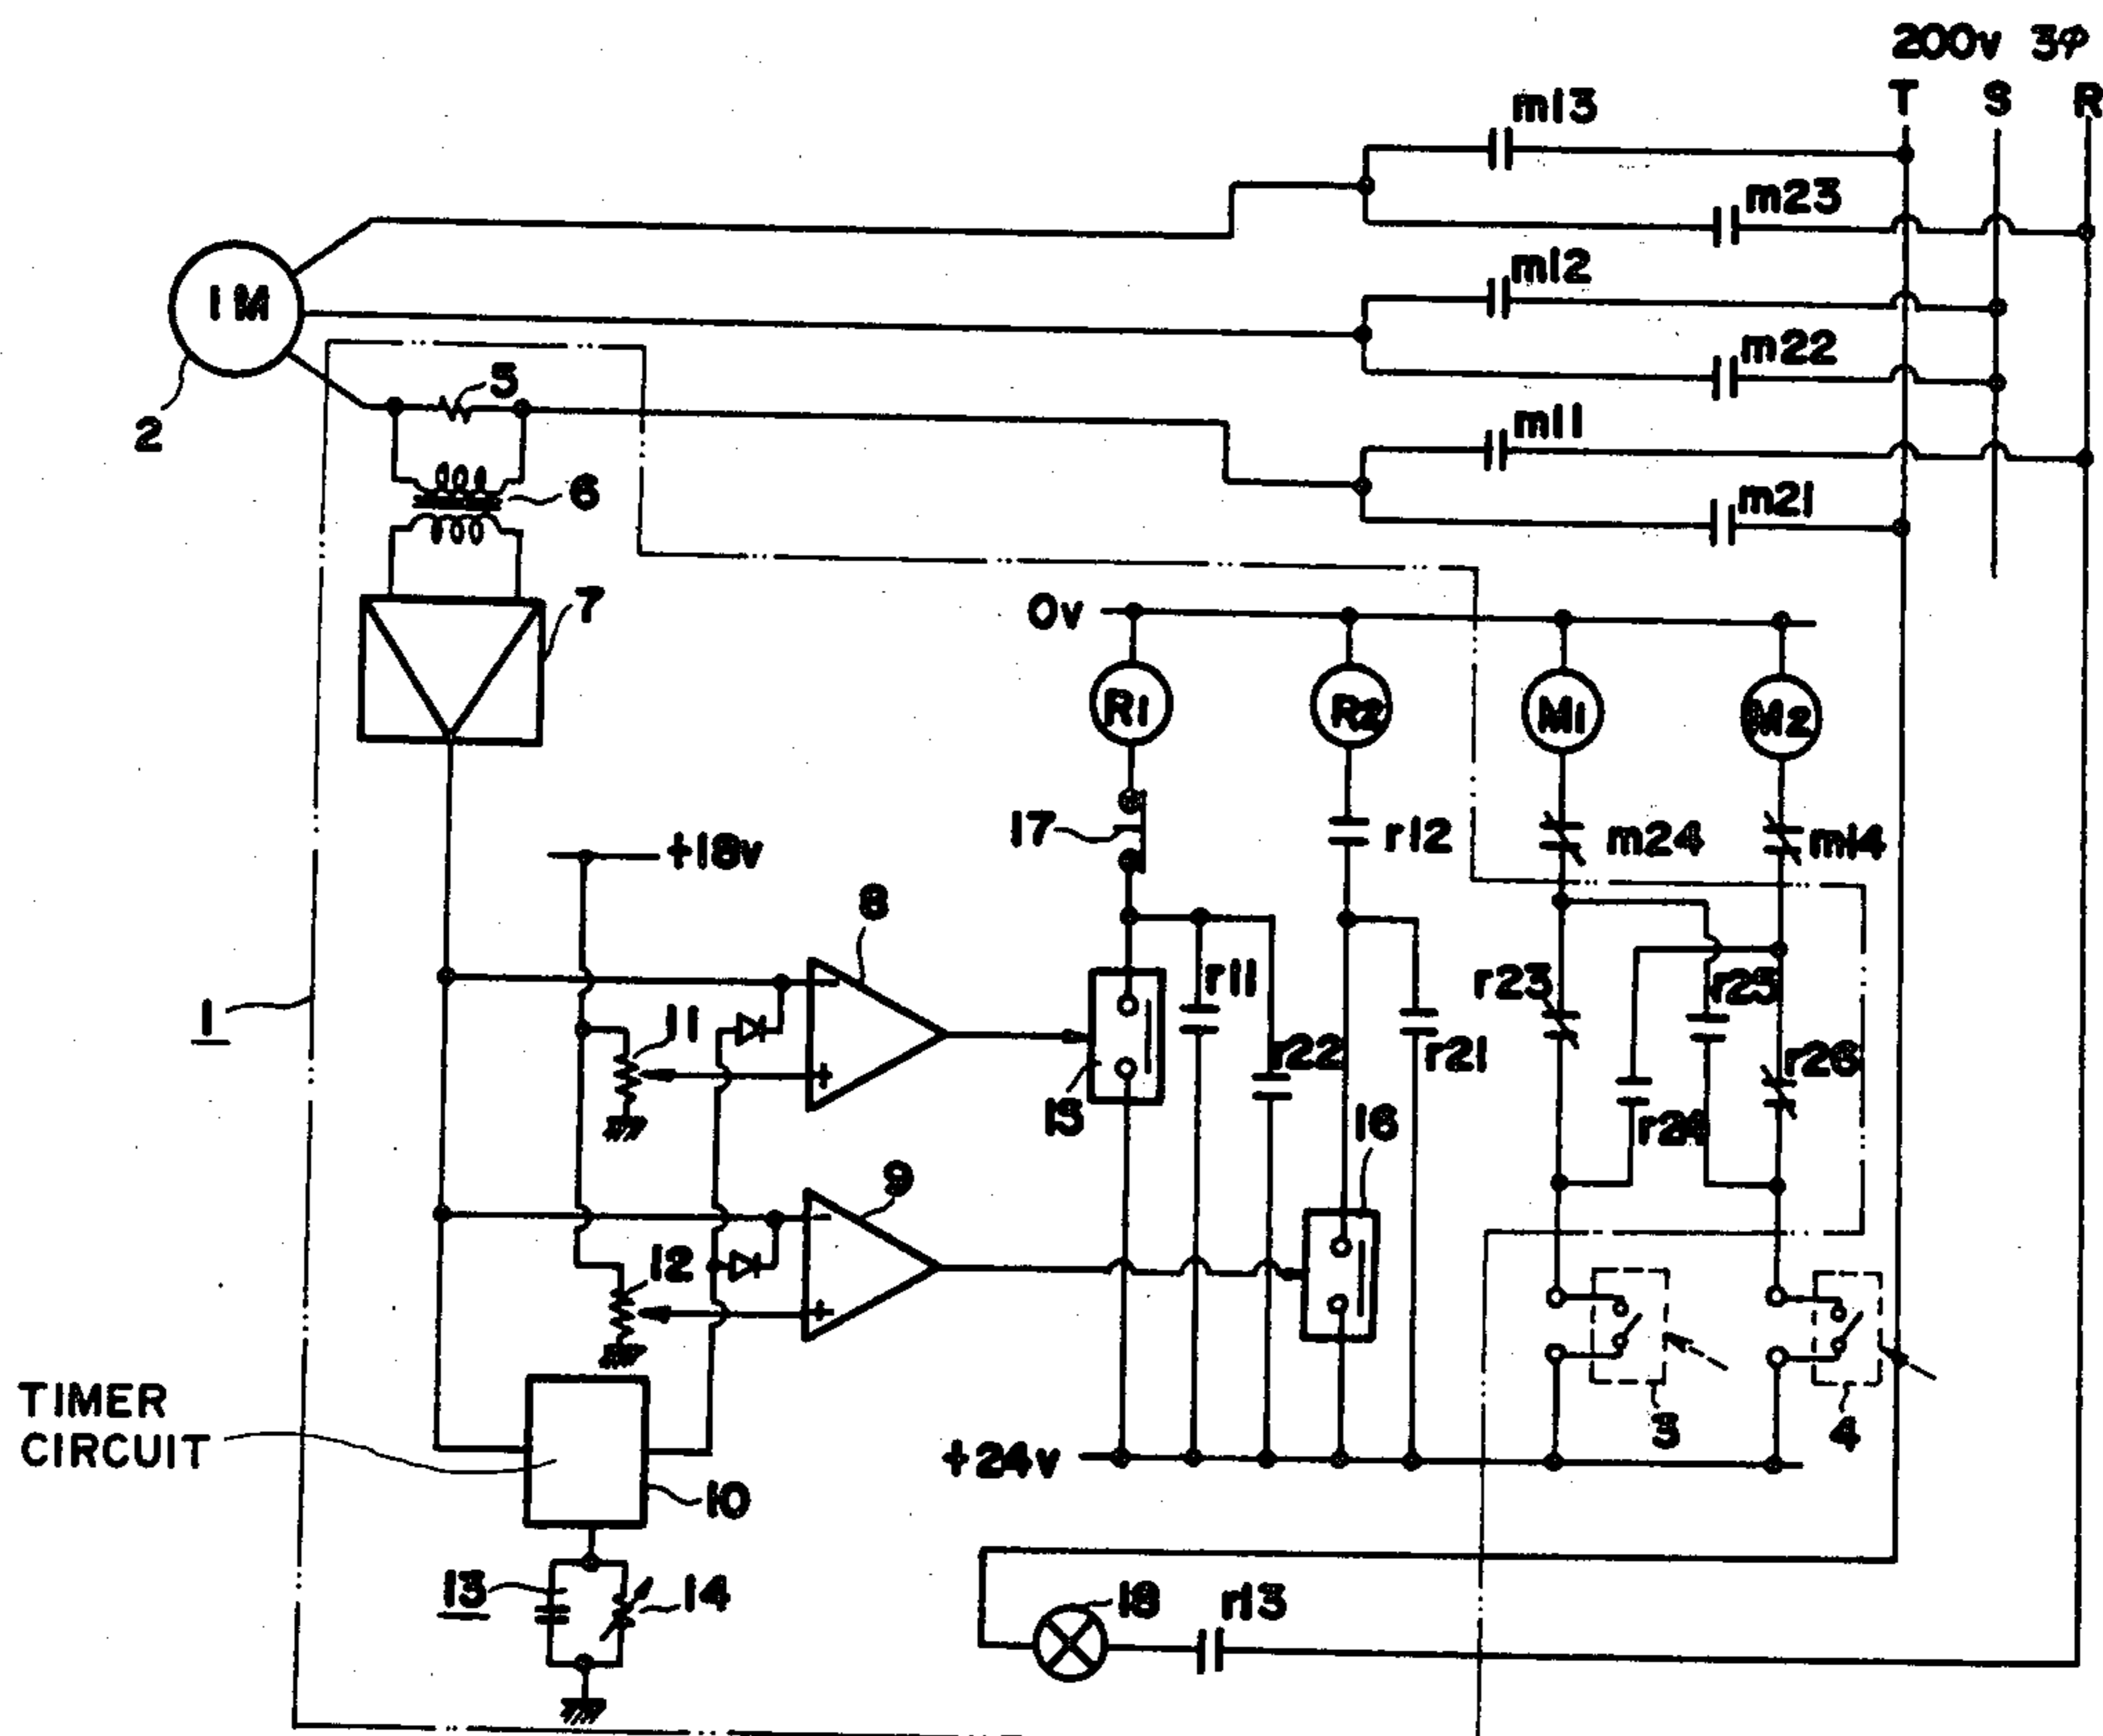 200v 3φ
T S R
m13
m23
m12
m22
m11
m21
IM
2
5
6
7
0v
R1
R2
M1
M2
17
r12
m24
m14
+18v
8
1
11
r11
r23
r25
r22
r21
r26
15
16
r24
9
12
TIMER
CIRCUIT
10
+24v
3
4
13
14
18
r13